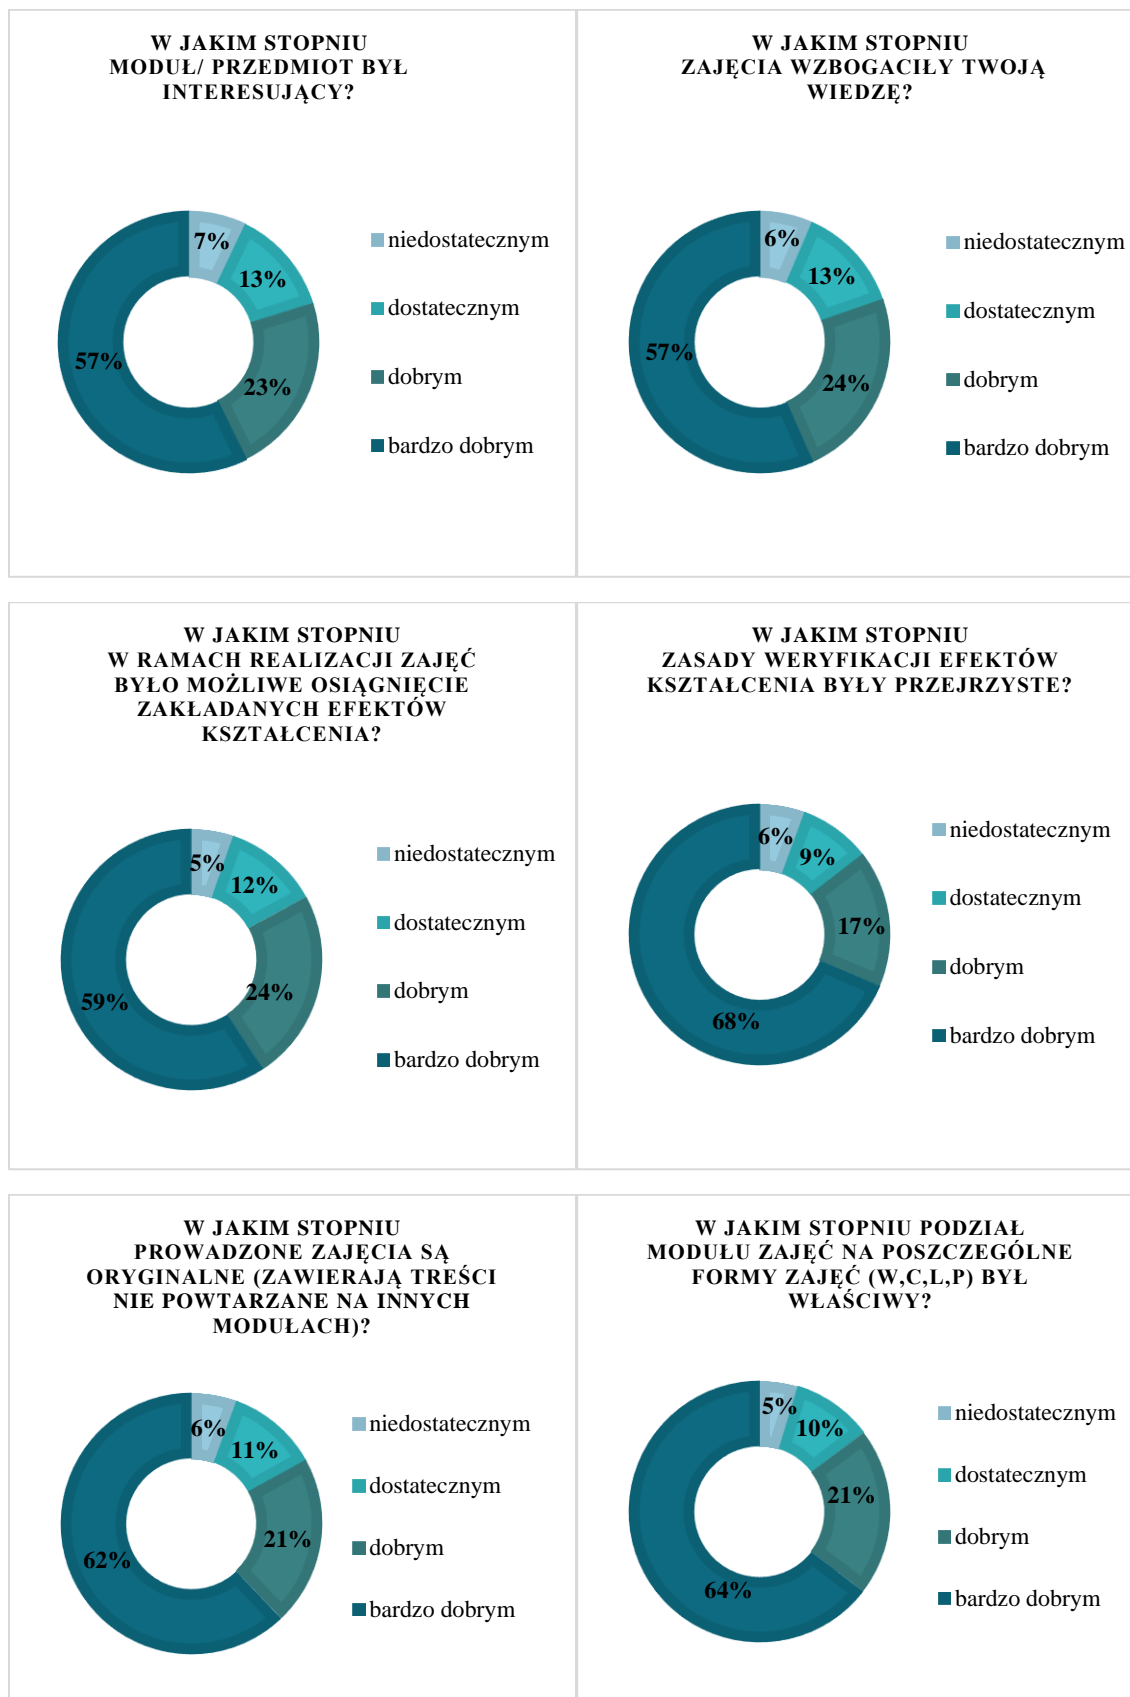 W JAKIM STOPNIU
MODUŁ/ PRZEDMIOT BYŁ
INTERESUJĄCY?
7%
13%
23%
57%
niedostatecznym
dostatecznym
dobrym
bardzo dobrym
W JAKIM STOPNIU
ZAJĘCIA WZBOGACIŁY TWOJĄ
WIEDZĘ?
6%
13%
24%
57%
niedostatecznym
dostatecznym
dobrym
bardzo dobrym
W JAKIM STOPNIU
W RAMACH REALIZACJI ZAJĘĆ
BYŁO MOŻLIWE OSIĄGNIĘCIE
ZAKŁADANYCH EFEKTÓW
KSZTAŁCENIA?
5%
12%
24%
59%
niedostatecznym
dostatecznym
dobrym
bardzo dobrym
W JAKIM STOPNIU
ZASADY WERYFIKACJI EFEKTÓW
KSZTAŁCENIA BYŁY PRZEJRZYSTE?
6%
9%
17%
68%
niedostatecznym
dostatecznym
dobrym
bardzo dobrym
W JAKIM STOPNIU
PROWADZONE ZAJĘCIA SĄ
ORYGINALNE (ZAWIERAJĄ TREŚCI
NIE POWTARZANE NA INNYCH
MODUŁACH)?
6%
11%
21%
62%
niedostatecznym
dostatecznym
dobrym
bardzo dobrym
W JAKIM STOPNIU PODZIAŁ
MODUŁU ZAJĘĆ NA POSZCZEGÓLNE
FORMY ZAJĘĆ (W,C,L,P) BYŁ
WŁAŚCIWY?
5%
10%
21%
64%
niedostatecznym
dostatecznym
dobrym
bardzo dobrym